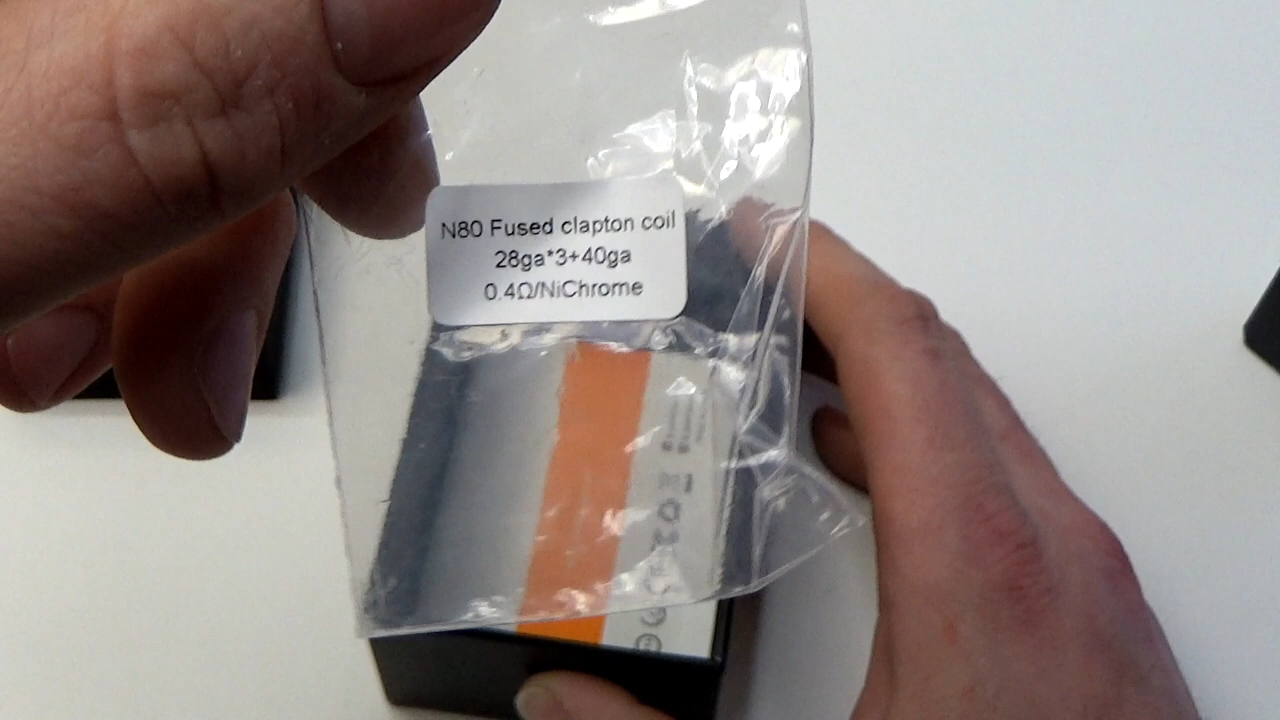 N80 Fused clapton coil
28ga*3+40ga
0.4Ω/NiChrome